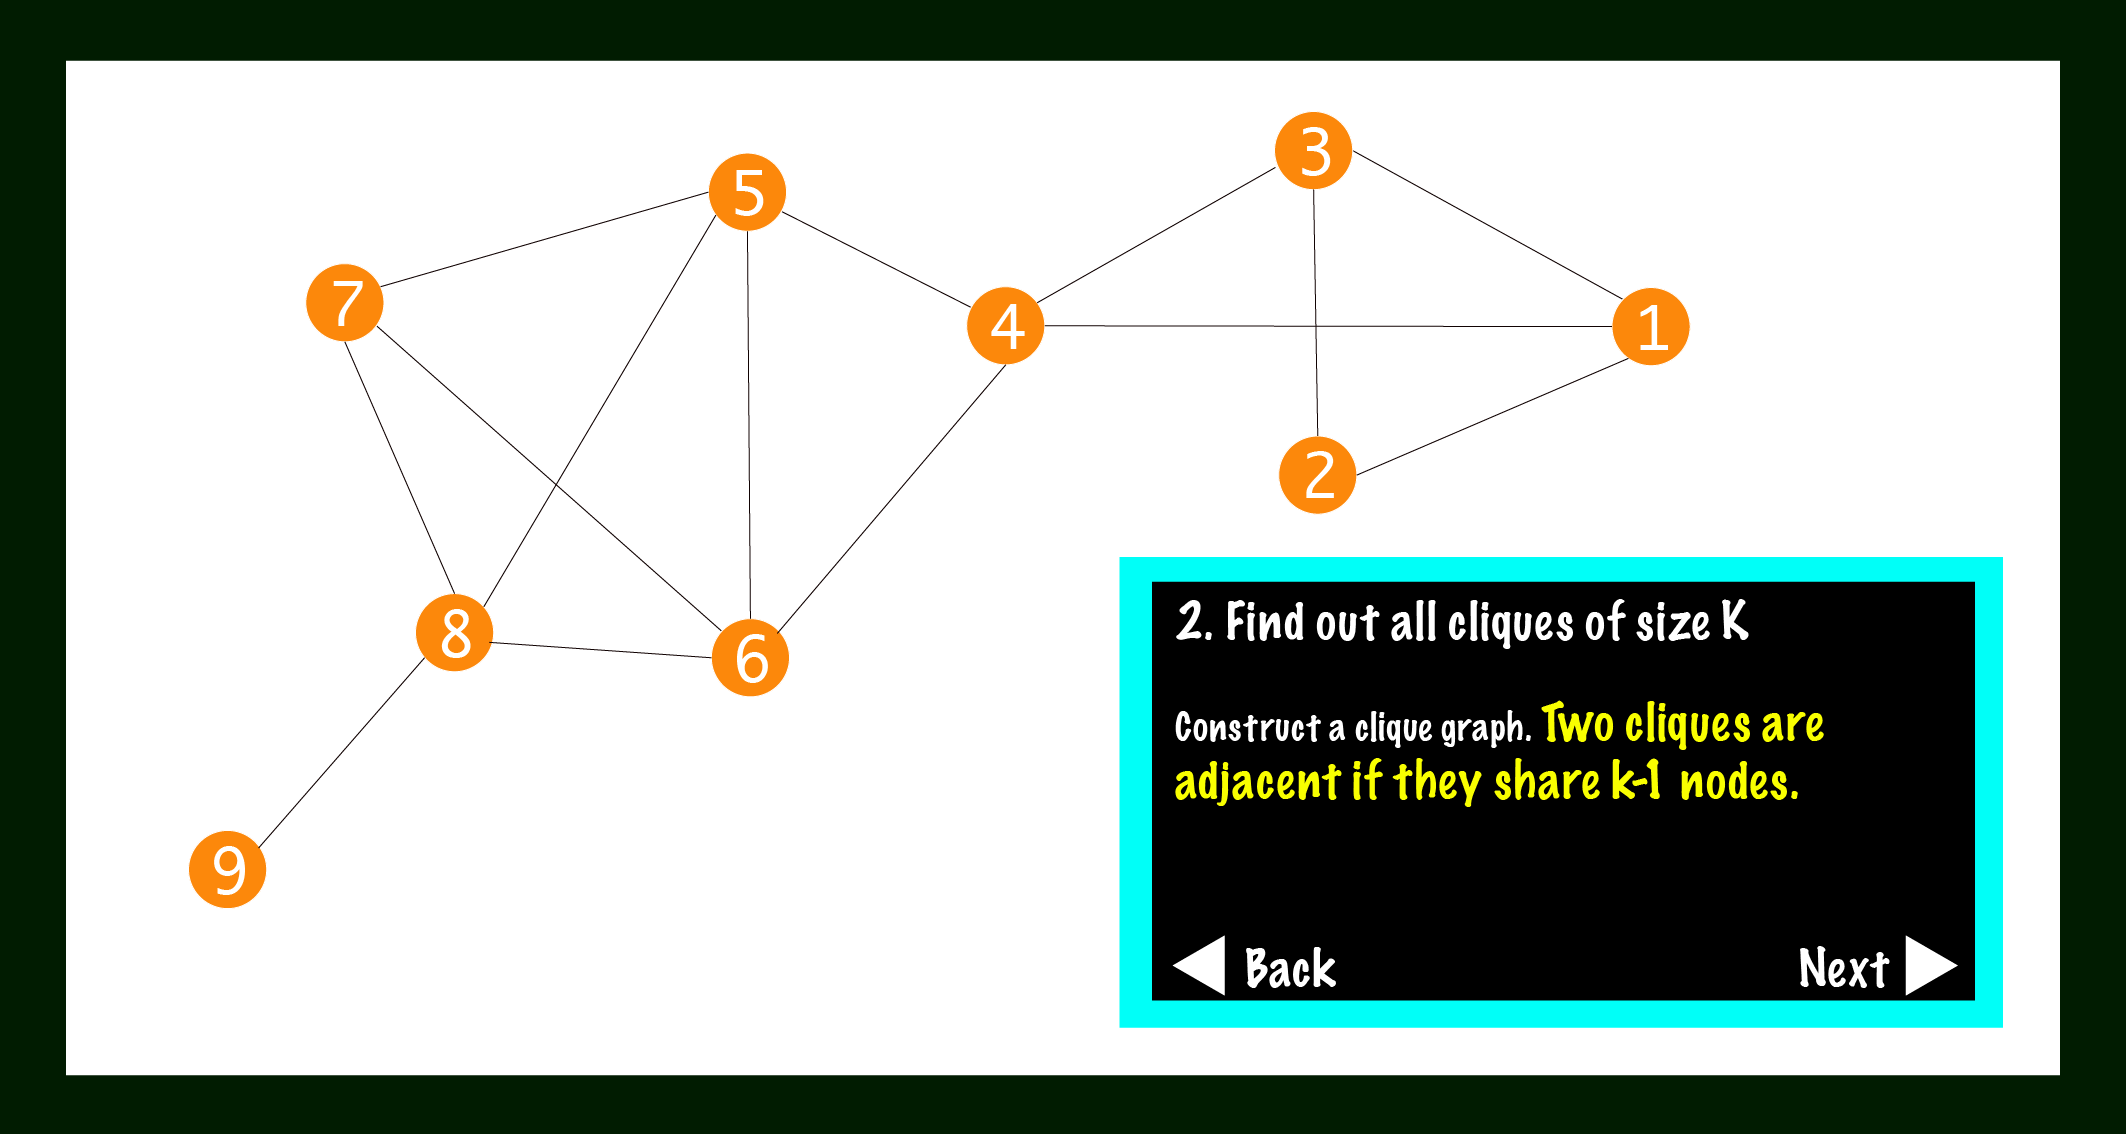 3
5
7
4
1
2
8
6
9
2. Find out all cliques of size K
Construct a clique graph. Two cliques are
adjacent if they share k-1 nodes.
Back
Next